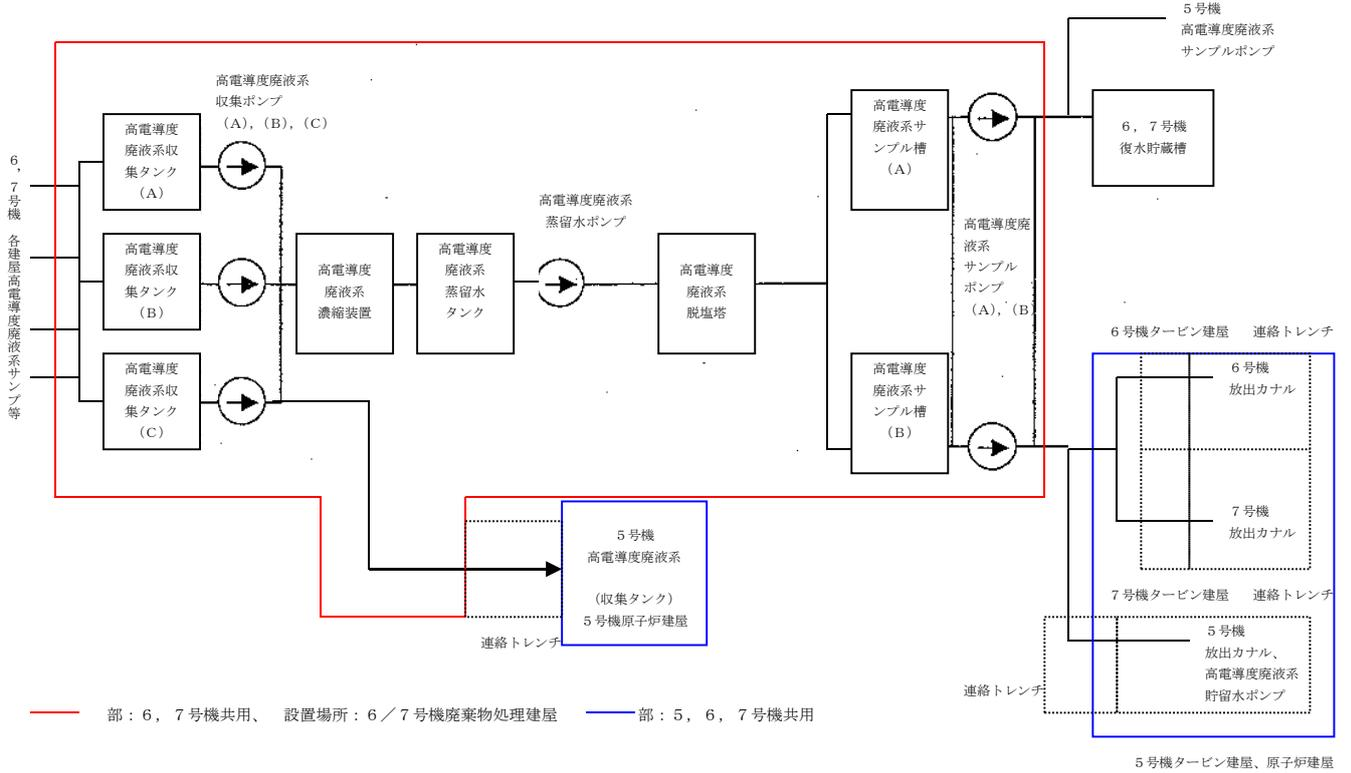 ５号機
高電導度廃液系
サンプルポンプ
高電導度廃液系
収集ポンプ
（A），（B），（C）
６，７号機　各建屋高電導度廃液系サンプ等
高電導度
廃液系収
集タンク
（A）
高電導度
廃液系収
集タンク
（B）
高電導度
廃液系収
集タンク
（C）
高電導度
廃液系
濃縮装置
高電導度
廃液系
蒸留水
タンク
高電導度廃液系
蒸留水ポンプ
高電導度
廃液系
脱塩塔
高電導度
廃液系サ
ンプル槽
（A）
高電導度
廃液系サ
ンプル槽
（B）
高電導度廃
液系
サンプル
ポンプ
（A），（B）
６，７号機
復水貯蔵槽
６号機タービン建屋　連絡トレンチ
６号機
放出カナル
７号機
放出カナル
７号機タービン建屋　連絡トレンチ
５号機
放出カナル、
高電導度廃液系
貯留水ポンプ
連絡トレンチ
５号機タービン建屋、原子炉建屋
５号機
高電導度廃液系
（収集タンク）
５号機原子炉建屋
連絡トレンチ
部：６，７号機共用、　設置場所：６／７号機廃棄物処理建屋
部：５，６，７号機共用